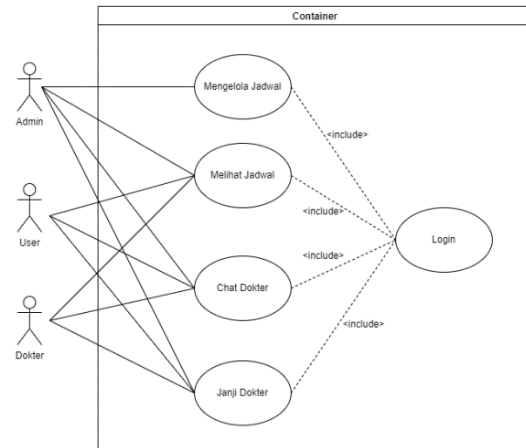 Container
Mengelola Jadwal
Admin
<include>
Melihat Jadwal
<include>
User
Login
<include>
Chat Dokter
<include>
Dokter
Janji Dokter